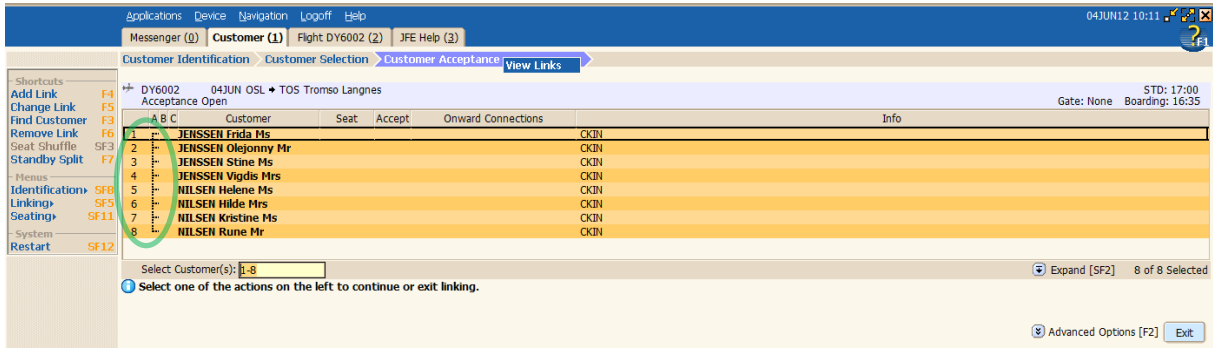 Applications Device Navigation Logoff Help 04JUN12 10:11
Messenger (0) Customer (1) Flight DY6002 (2) JFE Help (3) ? F1
Customer Identification Customer Selection Customer Acceptance View Links
Shortcuts
Add Link F4
Change Link F5
Find Customer F3
Remove Link F6
Seat Shuffle SF3
Standby Split F7
Menus
Identification SF8
Linking SF5
Seating SF11
System
Restart SF12
DY6002 04JUN OSL TOS Tromso Langnes STD: 17:00
Acceptance Open Gate: None Boarding: 16:35
A B C Customer Seat Accept Onward Connections Info
1 JENSSEN Frida Ms CKIN
2 JENSSEN Olejonny Mr CKIN
3 JENSSEN Stine Ms CKIN
4 JENSSEN Vigdis Mrs CKIN
5 NILSEN Helene Ms CKIN
6 NILSEN Hilde Mrs CKIN
7 NILSEN Kristine Ms CKIN
8 NILSEN Rune Mr CKIN
Select Customer(s): 1-8 Expand [SF2] 8 of 8 Selected
Select one of the actions on the left to continue or exit linking.
Advanced Options [F2] Exit